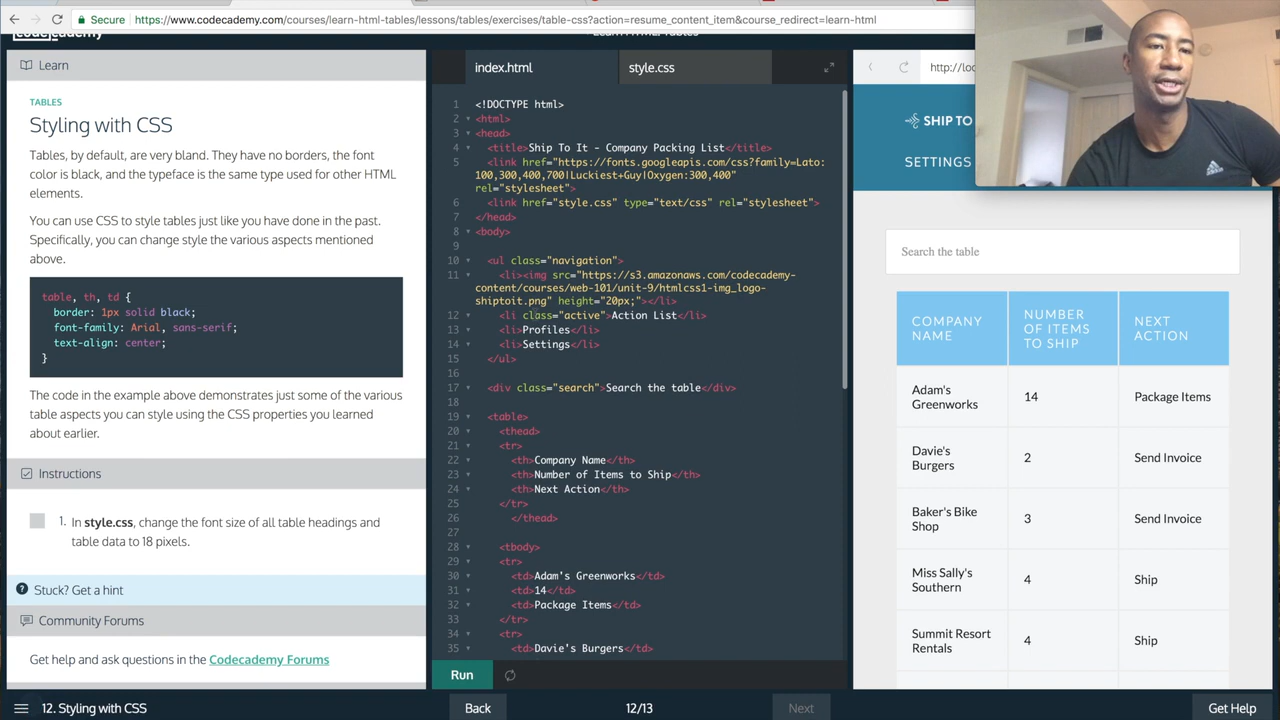 Secure
https://www.codecademy.com/courses/learn-html-tables/lessons/tables/exercises/table-css?action=resume_content_item&course_redirect=learn-html
Learn
TABLES
Styling with CSS
Tables, by default, are very bland. They have no borders, the font
color is black, and the typeface is the same type used for other HTML
elements.
You can use CSS to style tables just like you have done in the past.
Specifically, you can change style the various aspects mentioned
above.
table, th, td {
border: 1px solid black;
font-family: Arial, sans-serif;
text-align: center;
}
The code in the example above demonstrates just some of the various
table aspects you can style using the CSS properties you learned
about earlier.
Instructions
1. In style.css, change the font size of all table headings and
table data to 18 pixels.
Stuck? Get a hint
Community Forums
Get help and ask questions in the Codecademy Forums
index.html
style.css
1 <!DOCTYPE html>
2 <html>
3 <head>
4 <title>Ship To It - Company Packing List</title>
5 <link href="https://fonts.googleapis.com/css?family=Lato:
100,300,400,700|Luckiest+Guy|Oxygen:300,400"
rel="stylesheet">
6 <link href="style.css" type="text/css" rel="stylesheet">
7 </head>
8 <body>
9
10 <ul class="navigation">
11 <li><img src="https://s3.amazonaws.com/codecademy-
content/courses/web-101/unit-9/htmlcss1-img_logo-
shiptoit.png" height="20px;"></li>
12 <li class="active">Action List</li>
13 <li>Profiles</li>
14 <li>Settings</li>
15 </ul>
16
17 <div class="search">Search the table</div>
18
19 <table>
20 <thead>
21 <tr>
22 <th>Company Name</th>
23 <th>Number of Items to Ship</th>
24 <th>Next Action</th>
25 </tr>
26 </thead>
27
28 <tbody>
29 <tr>
30 <td>Adam's Greenworks</td>
31 <td>14</td>
32 <td>Package Items</td>
33 </tr>
34 <tr>
35 <td>Davie's Burgers</td>
Run
http://loc
SHIP TO
SETTINGS
Search the table
COMPANY
NAME
NUMBER
OF ITEMS
TO SHIP
NEXT
ACTION
Adam's
Greenworks
14
Package Items
Davie's
Burgers
2
Send Invoice
Baker's Bike
Shop
3
Send Invoice
Miss Sally's
Southern
4
Ship
Summit Resort
Rentals
4
Ship
12. Styling with CSS
Back
12/13
Next
Get Help